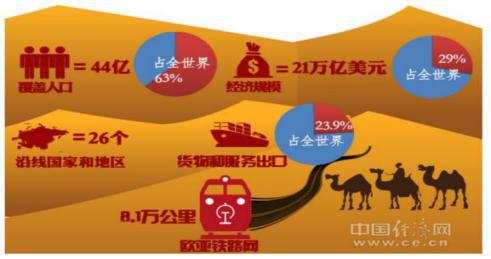 =44亿
覆盖人口
占全世界
63%
=21万亿美元
经济规模
29%
占全世界
=26个
沿线国家和地区
货物和服务出口
23.9%
占全世界
8.1万公里
欧亚铁路网
中国经济网
www.ce.cn